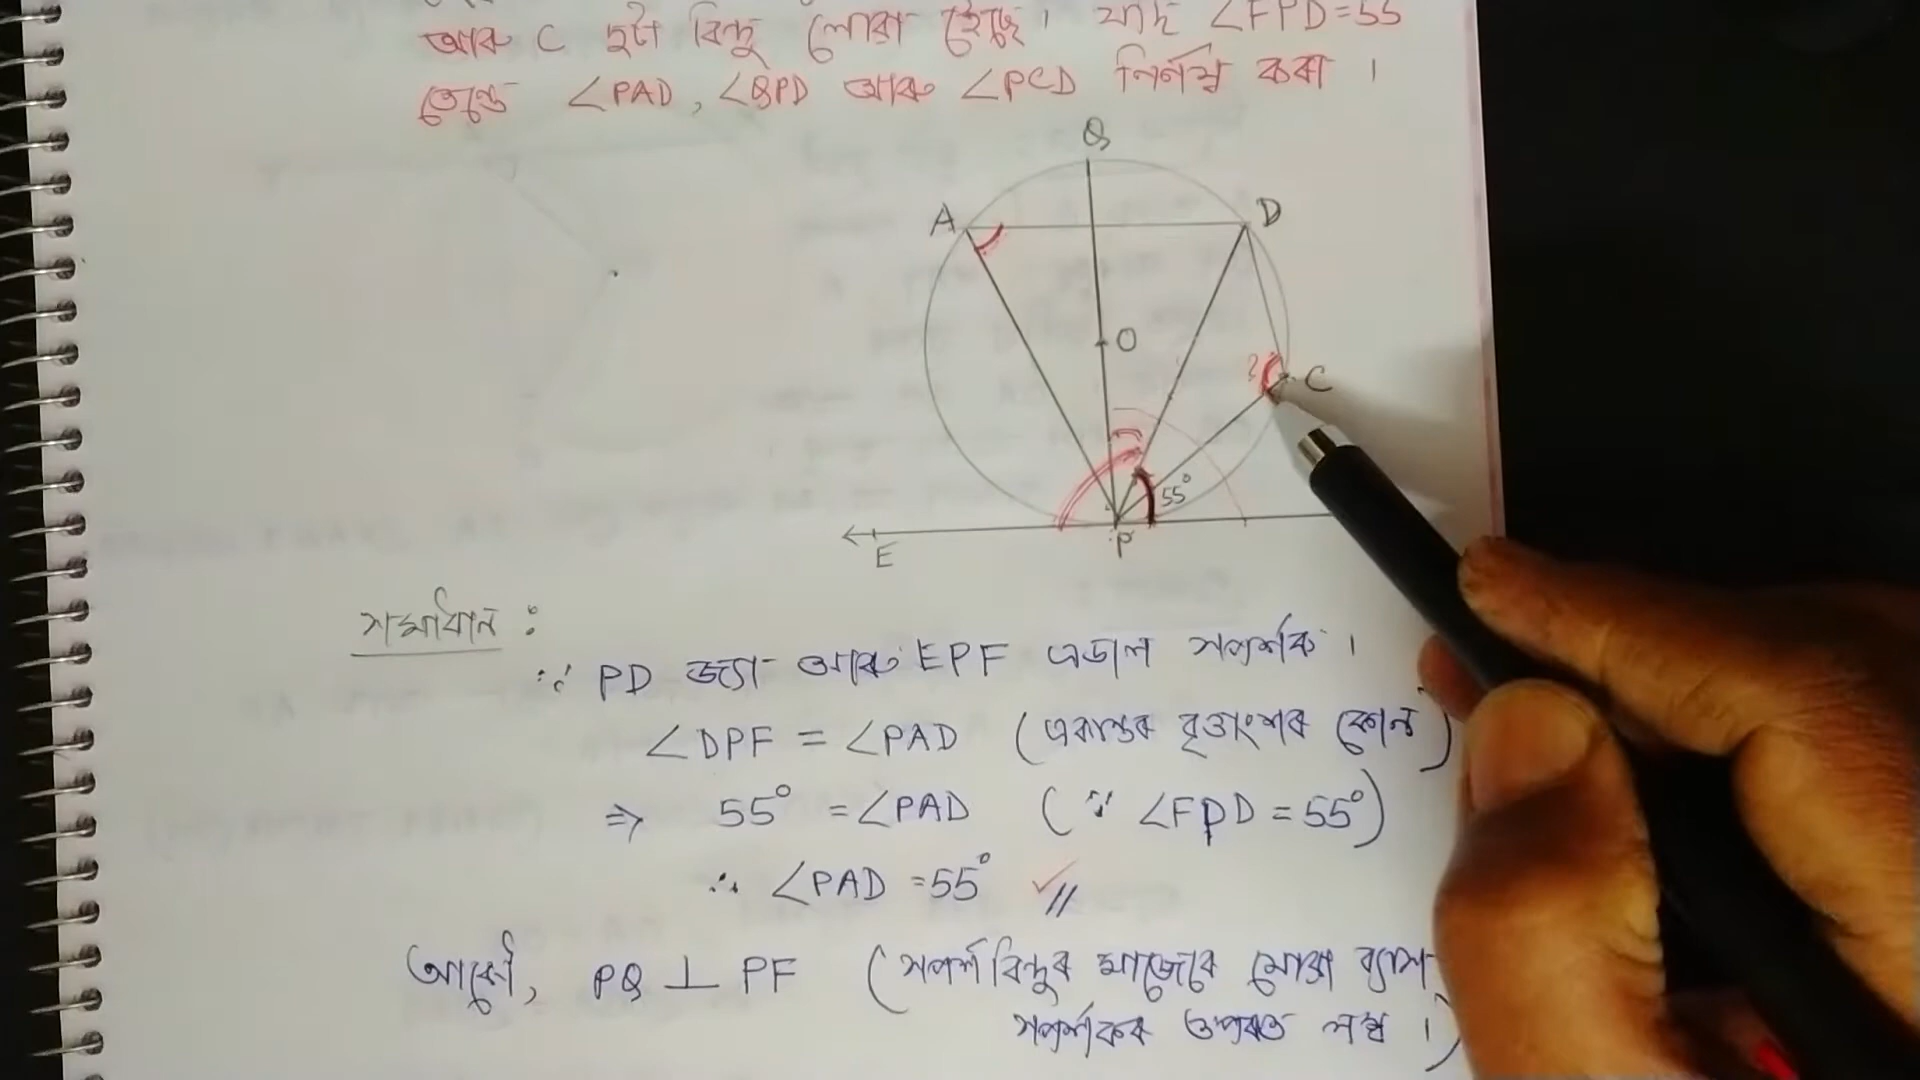 আৰু C দুটা বিন্দু লোৱা হৈছে। যদি ∠FPD=55
তেন্তে ∠PAD, ∠QPD আৰু ∠PCD নিৰ্ণয় কৰা।
Q
A
D
O
?
C
55°
P
E
সমাধান :
∵ PD জ্যা আৰু EPF এডাল স্পৰ্শক।
∠DPF = ∠PAD (একান্তৰ বৃত্তাংশৰ কোণ)
⇒ 55° = ∠PAD (∵ ∠FPD = 55°)
∴ ∠PAD = 55° //
আকৌ, PQ ⊥ PF (স্পৰ্শ বিন্দুৰ মাজেৰে যোৱা ব্যাস
স্পৰ্শকৰ ওপৰত লম্ব।)